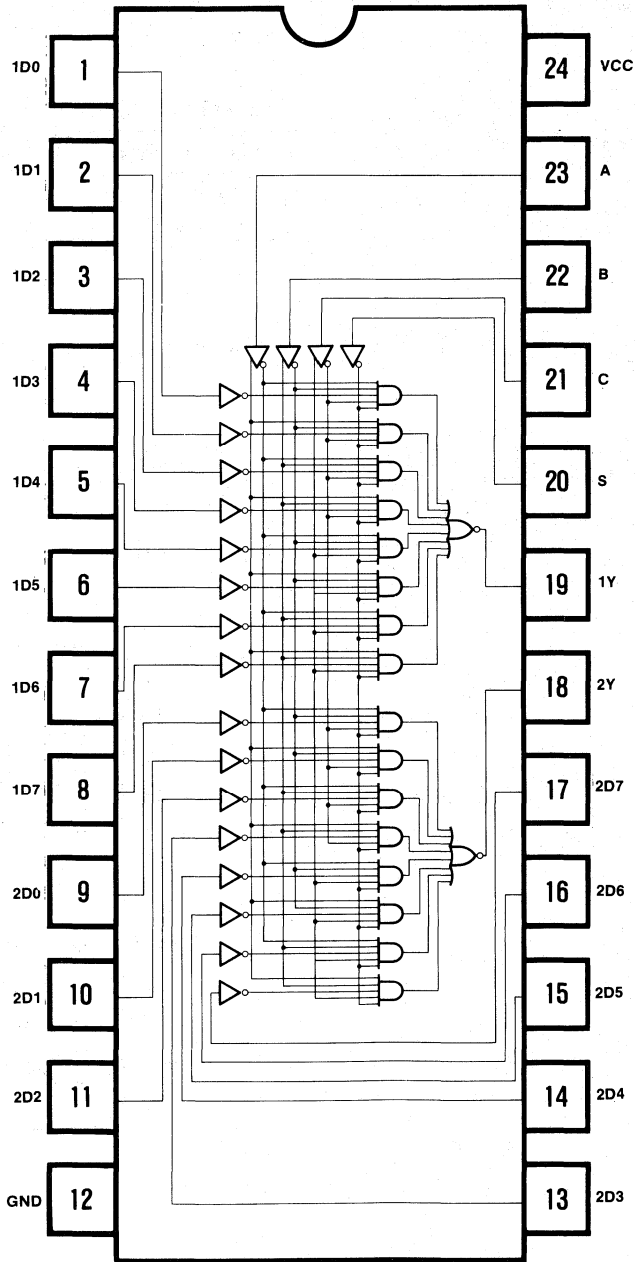 1D0 1 24 VCC
1D1 2 23 A
1D2 3 22 B
1D3 4 21 C
1D4 5 20 S
1D5 6 19 1Y
1D6 7 18 2Y
1D7 8 17 2D7
2D0 9 16 2D6
2D1 10 15 2D5
2D2 11 14 2D4
GND 12 13 2D3